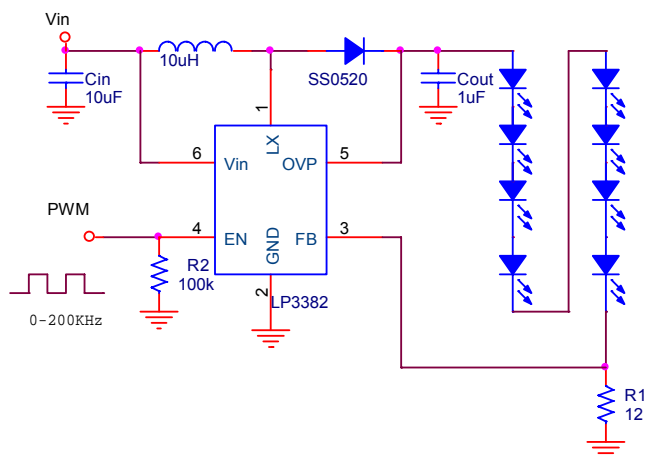 Vin
10uH
SS0520
Cin
10uF
Cout
1uF
1
LX
6
Vin
OVP
5
PWM
4
EN
FB
3
GND
2
R2
100k
LP3382
0-200KHz
R1
12